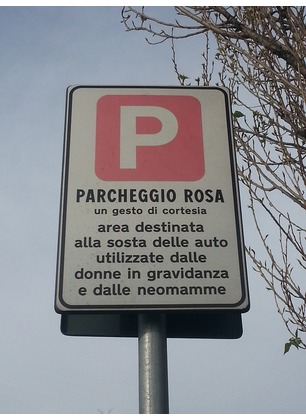 P
PARCHEGGIO ROSA
un gesto di cortesia
area destinata
alla sosta delle auto
utilizzate dalle
donne in gravidanza
e dalle neomamme